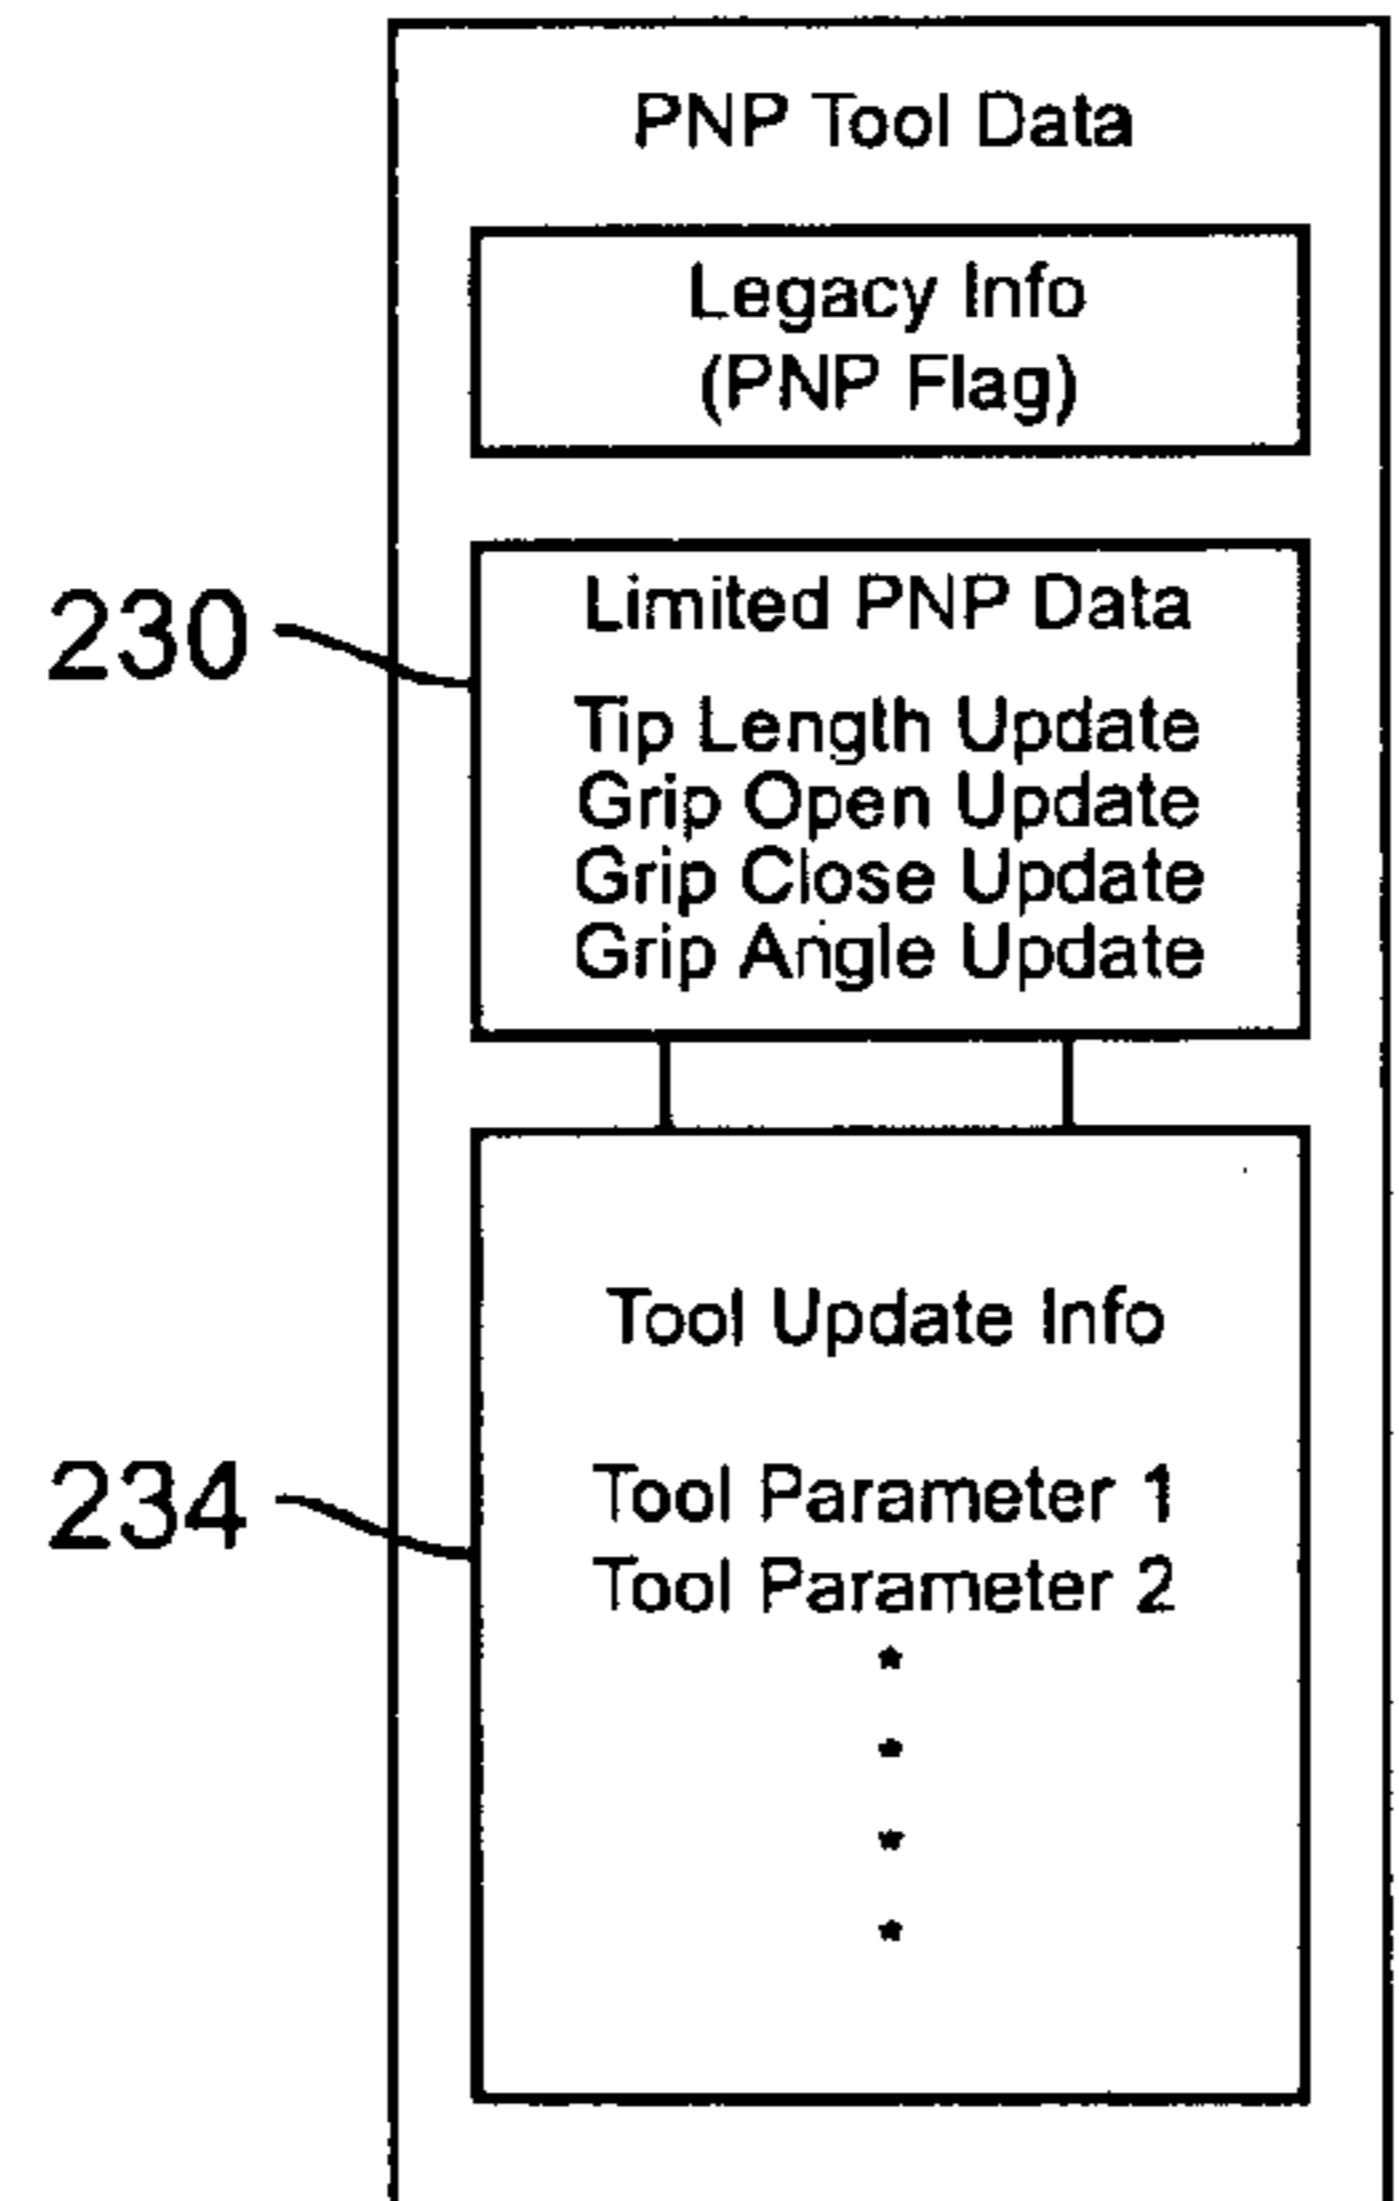 PNP Tool Data
Legacy Info
(PNP Flag)
230
Limited PNP Data
Tip Length Update
Grip Open Update
Grip Close Update
Grip Angle Update
Tool Update Info
234
Tool Parameter 1
Tool Parameter 2